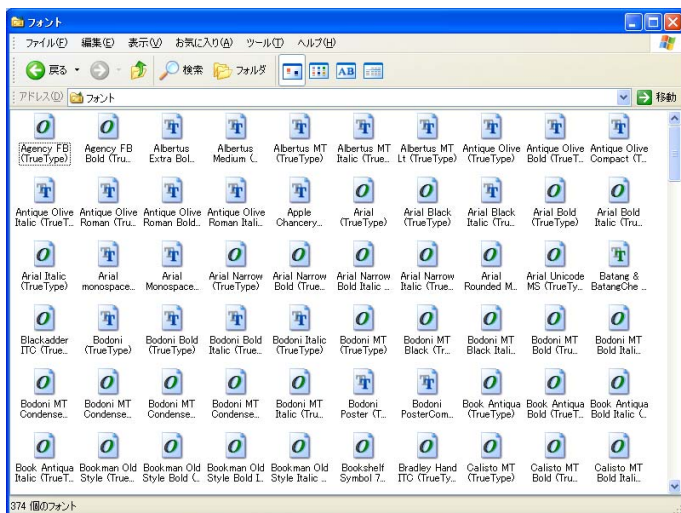 フォント
ファイル(F) 編集(E) 表示(V) お気に入り(A) ツール(T) ヘルプ(H)
戻る 検索 フォルダ AB
アドレス(D) フォント 移動
Agency FB Agency FB Albertus Albertus Albertus MT Albertus MT Albertus MT Antique Olive Antique Olive Antique Olive
(TrueType) Bold (Tru... Extra Bol... Medium (... (TrueType) Italic (True... Lt (TrueType) (TrueType) Bold (TrueT... Compact (T...
Antique Olive Antique Olive Antique Olive Antique Olive Apple Arial Arial Black Arial Black Arial Bold Arial Bold
Italic (TrueT... Roman (Tru... Roman Bold... Roman Itali... Chancery... (TrueType) (TrueType) Italic (Tru... (TrueType) Italic (Tru...
Arial Italic Arial Arial Arial Narrow Arial Narrow Arial Narrow Arial Narrow Arial Arial Unicode Batang &
(TrueType) monospace... Monospace... (TrueType) Bold (True... Bold Italic ... Italic (True... Rounded M... MS (TrueTy... BatangChe ...
Blackadder Bodoni Bodoni Bold Bodoni Bold Bodoni Italic Bodoni MT Bodoni MT Bodoni MT Bodoni MT Bodoni MT
ITC (True... (TrueType) (TrueType) Italic (True... (TrueType) (TrueType) Black (Tr... Black Itali... Bold (Tru... Bold Itali...
Bodoni MT Bodoni MT Bodoni MT Bodoni MT Bodoni MT Bodoni Bodoni Book Antiqua Book Antiqua Book Antiqua
Condense... Condense... Condense... Condense... Italic (Tru... Poster (T... PosterCom... (TrueType) Bold (TrueT... Bold Italic (...
Book Antiqua Bookman Old Bookman Old Bookman Old Bookman Old Bookshelf Bradley Hand Calisto MT Calisto MT Calisto MT
Italic (TrueT... Style (True... Style Bold (... Style Bold I... Style Italic ... Symbol 7... ITC (TrueTy... (TrueType) Bold (Tru... Bold Itali...
374 個のフォント